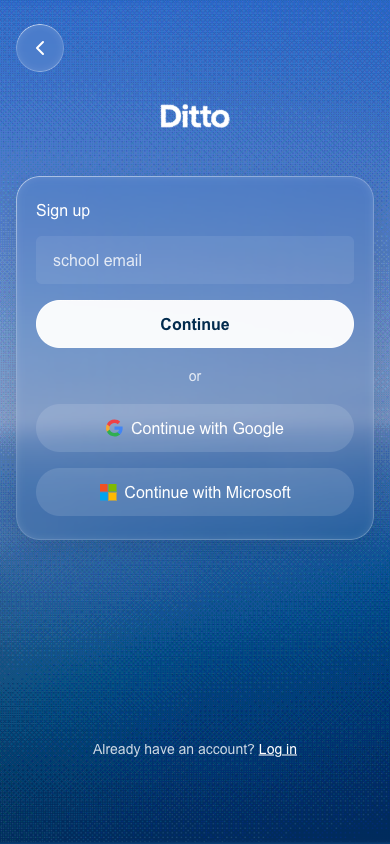 Ditto
Sign up
school email
Continue
or
Continue with Google
Continue with Microsoft
Already have an account? Log in